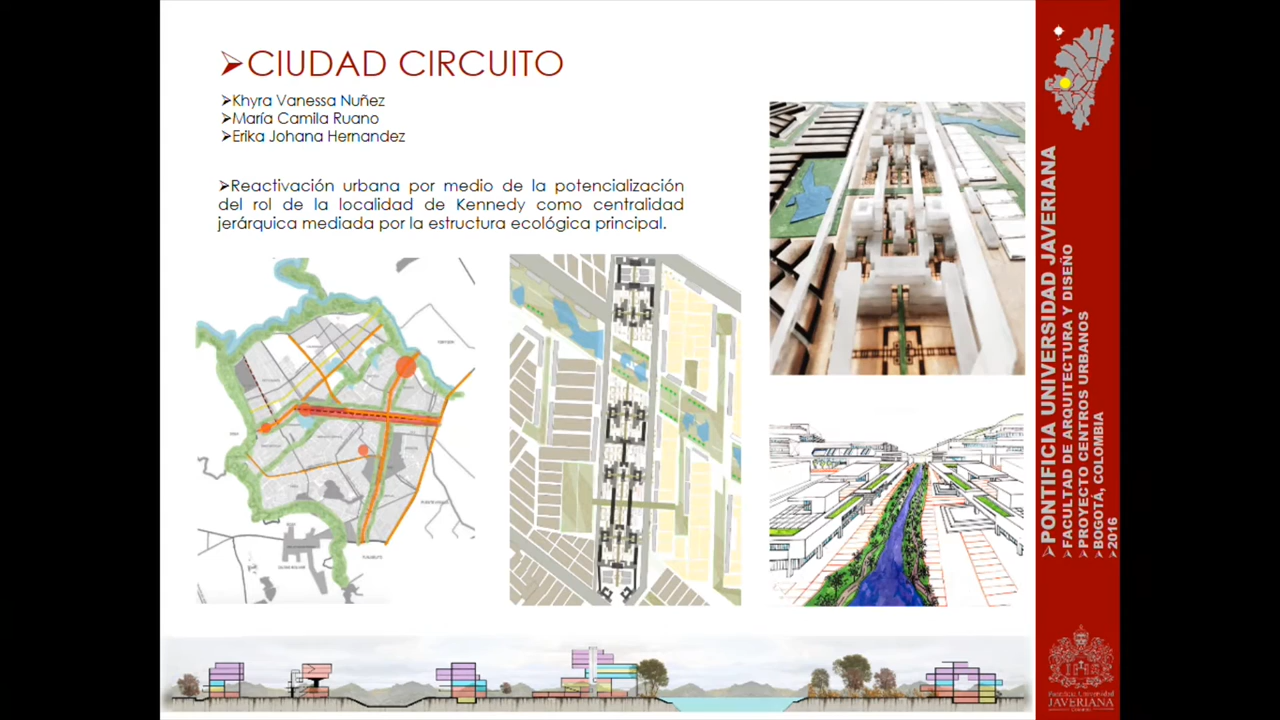 ➢CIUDAD CIRCUITO
➢Khyra Vanessa Nuñez
➢María Camila Ruano
➢Erika Johana Hernandez
➢Reactivación urbana por medio de la potencialización
del rol de la localidad de Kennedy como centralidad
jerárquica mediada por la estructura ecológica principal.
➢PONTIFICIA UNIVERSIDAD JAVERIANA
➢FACULTAD DE ARQUITECTURA Y DISEÑO
➢PROYECTO CENTROS URBANOS
➢BOGOTÁ, COLOMBIA
➢2016
Pontificia Universidad
JAVERIANA